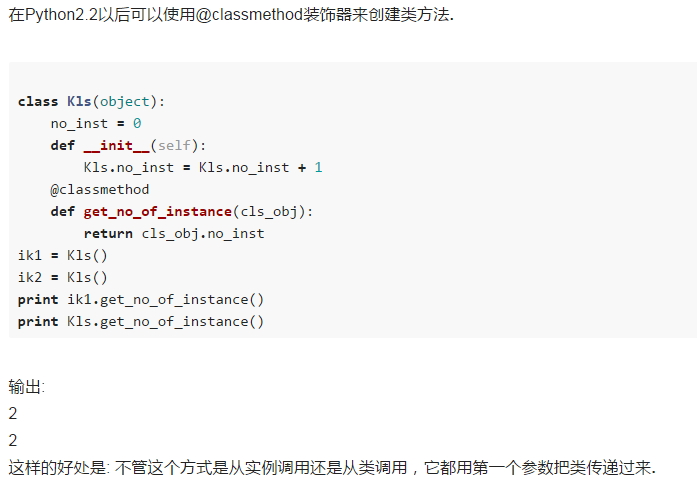 在Python2.2以后可以使用@classmethod装饰器来创建类方法.
class Kls(object):
    no_inst = 0
    def __init__(self):
        Kls.no_inst = Kls.no_inst + 1
    @classmethod
    def get_no_of_instance(cls_obj):
        return cls_obj.no_inst
ik1 = Kls()
ik2 = Kls()
print ik1.get_no_of_instance()
print Kls.get_no_of_instance()
输出:
2
2
这样的好处是: 不管这个方式是从实例调用还是从类调用，它都用第一个参数把类传递过来.